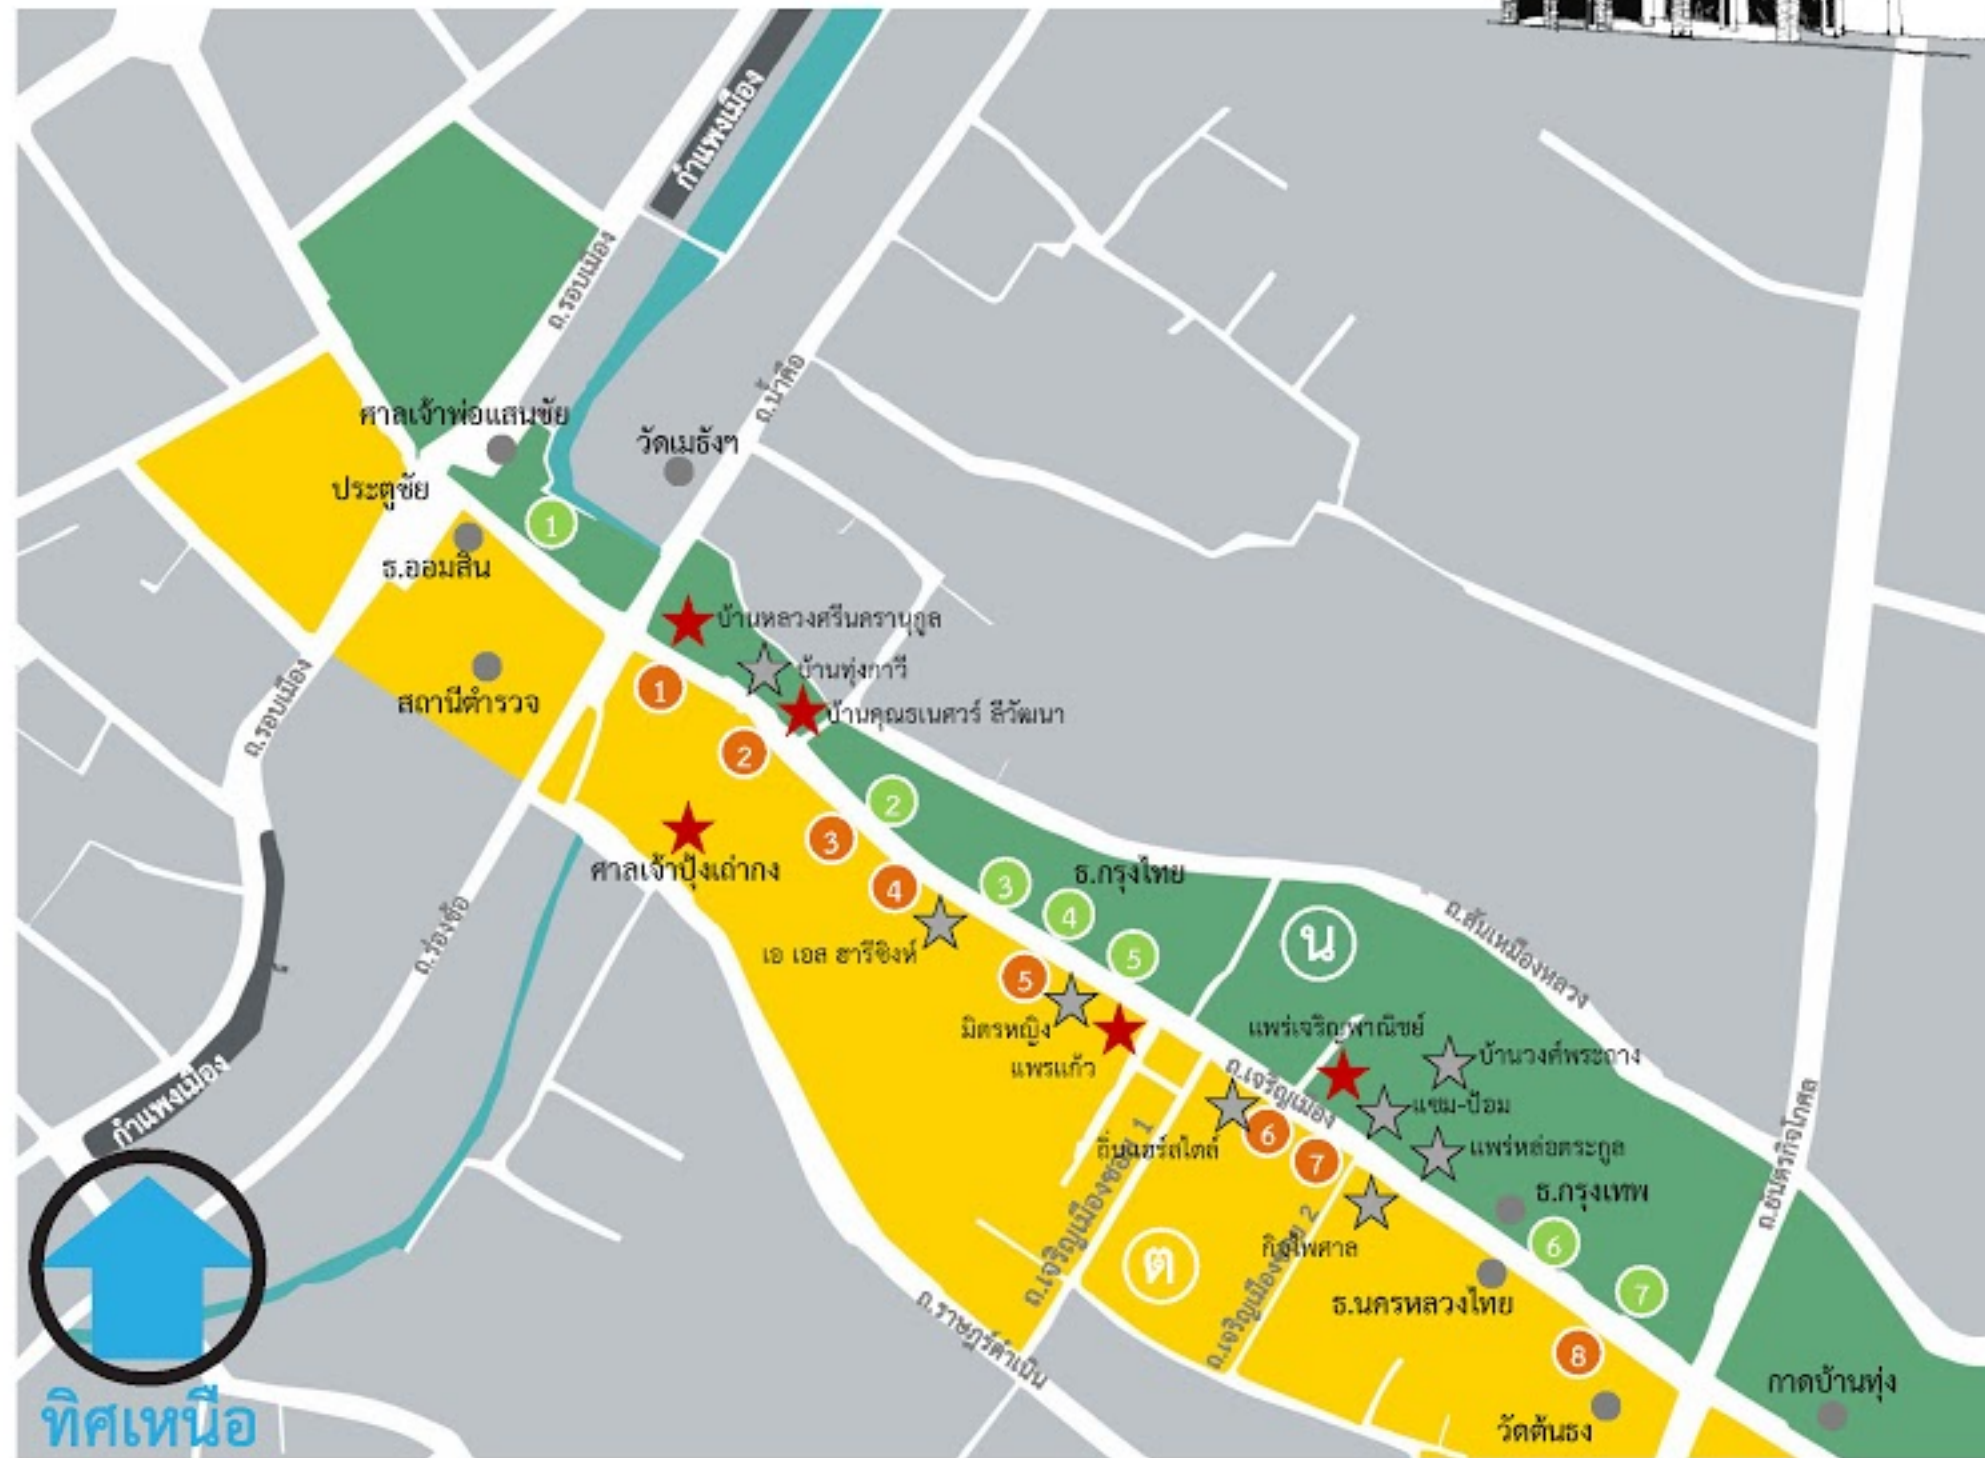 กำแพงเมือง
ถ.รอบเมือง
ถ.น้ำคือ
ศาลเจ้าพ่อแสนชัย
วัดเมธังฯ
ประตูชัย
1
ธ.ออมสิน
บ้านหลวงศรีนครานุกูล
บ้านทุ่งกาวี
สถานีตำรวจ
1
ถ.รอบเมือง
บ้านคุณธเนศวร์ ลีวัฒนา
2
2
3
ศาลเจ้าปุ้งเถ่ากง
4
3
ธ.กรุงไทย
4
ถ.ร่องซ้อ
เอ เอส ฮารีซิงห์
5
น
ถ.สันเหมืองหลวง
5
มิตรหญิง
แพรแก้ว
แพร่เจริญพาณิชย์
บ้านวงศ์พระถาง
ถ.เจริญเมือง
แซม-ป้อม
กำแพงเมือง
6
แพร่หล่อตระกูล
7
ธ.กรุงเทพ
ถ.ยันตรกิจโกศล
ถ.เจริญเมืองซอย 1
ถ.เจริญเมืองซอย 2
กิจไพศาล
ต
6
7
ธ.นครหลวงไทย
ถ.ราษฎร์ดำเนิน
8
กาดบ้านทุ่ง
วัดต้นธง
ทิศเหนือ